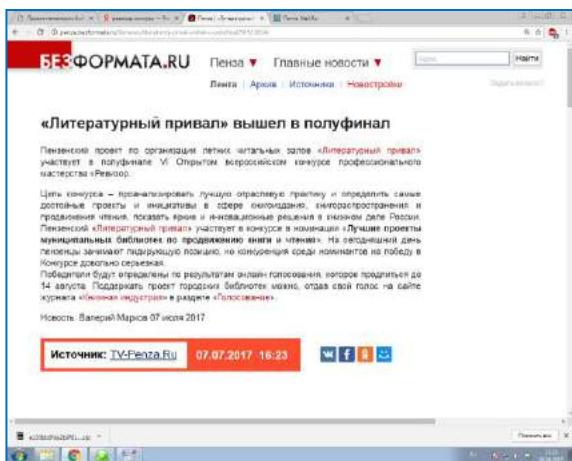 БЕЗФОРМАТА.RU
Пенза ▼ Главные новости ▼
Найти
Лента | Архив | Источники | Новостройки
«Литературный привал» вышел в полуфинал
Пензенский проект по организации летних читальных залов «Литературный привал»
участвует в полуфинале VI Открытом всероссийском конкурсе профессионального
мастерства «Ревизор.
Цель конкурса – проанализировать лучшую отраслевую практику и определить самые
достойные проекты и инициативы в сфере книгоиздания, книгораспространения и
продвижения чтения, показать яркие и инновационные решения в книжном деле России.
Пензенский «Литературный привал» участвует в конкурсе в номинации «Лучшие проекты
муниципальных библиотек по продвижению книги и чтения». На сегодняшний день
пензенцы занимают лидирующую позицию, но конкуренция среди номинантов на победу в
Конкурсе довольно серьезная.
Победители будут определены по результатам онлайн голосования, которое продлиться до
14 августа. Поддержать проект городских библиотек можно, отдав свой голос на сайте
журнала «Книжная индустрия» в разделе «Голосование».
Новость Валерий Марков 07 июля 2017
Источник: TV-Penza.Ru 07.07.2017 16:23